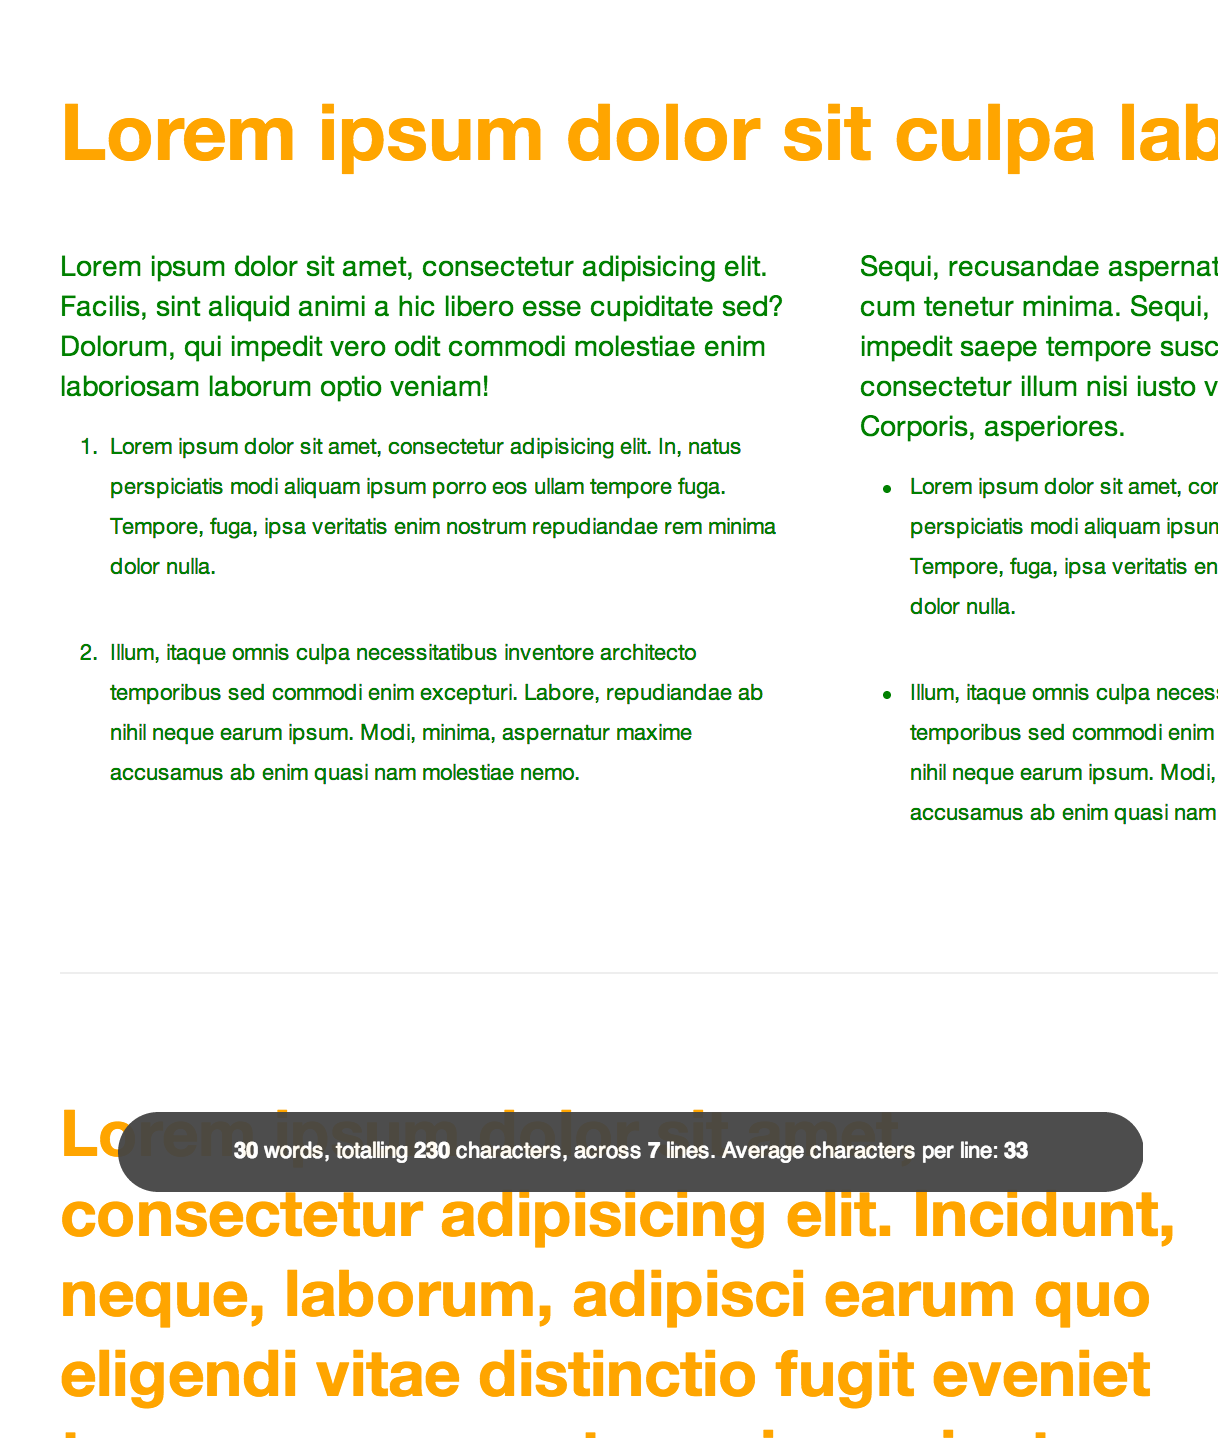 Lorem ipsum dolor sit culpa lab
Lorem ipsum dolor sit amet, consectetur adipisicing elit.
Facilis, sint aliquid animi a hic libero esse cupiditate sed?
Dolorum, qui impedit vero odit commodi molestiae enim
laboriosam laborum optio veniam!
1. Lorem ipsum dolor sit amet, consectetur adipisicing elit. In, natus
perspiciatis modi aliquam ipsum porro eos ullam tempore fuga.
Tempore, fuga, ipsa veritatis enim nostrum repudiandae rem minima
dolor nulla.
2. Illum, itaque omnis culpa necessitatibus inventore architecto
temporibus sed commodi enim excepturi. Labore, repudiandae ab
nihil neque earum ipsum. Modi, minima, aspernatur maxime
accusamus ab enim quasi nam molestiae nemo.
Sequi, recusandae aspernat
cum tenetur minima. Sequi,
impedit saepe tempore susc
consectetur illum nisi iusto v
Corporis, asperiores.
• Lorem ipsum dolor sit amet, con
perspiciatis modi aliquam ipsum
Tempore, fuga, ipsa veritatis en
dolor nulla.
• Illum, itaque omnis culpa necess
temporibus sed commodi enim
nihil neque earum ipsum. Modi,
accusamus ab enim quasi nam
Lorem ipsum dolor sit amet,
30 words, totalling 230 characters, across 7 lines. Average characters per line: 33
consectetur adipisicing elit. Incidunt,
neque, laborum, adipisci earum quo
eligendi vitae distinctio fugit eveniet